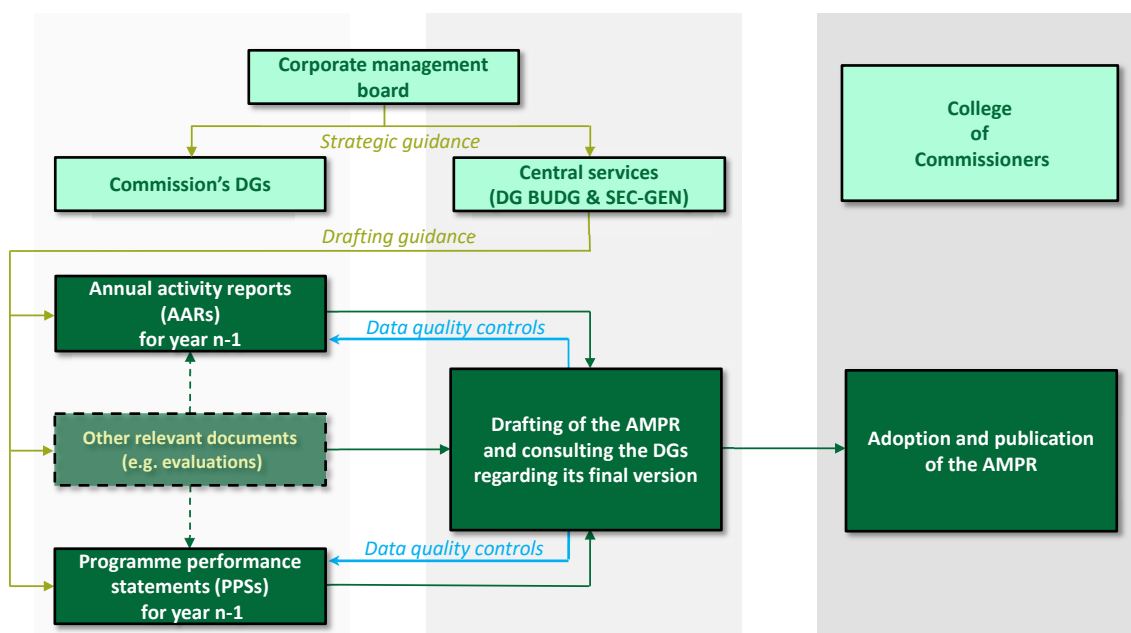 Corporate management
board
College
of
Commissioners
Strategic guidance
Commission’s DGs
Central services
(DG BUDG & SEC-GEN)
Drafting guidance
Annual activity reports
(AARs)
for year n-1
Data quality controls
Other relevant documents
(e.g. evaluations)
Drafting of the AMPR
and consulting the DGs
regarding its final version
Adoption and publication
of the AMPR
Data quality controls
Programme performance
statements (PPSs)
for year n-1